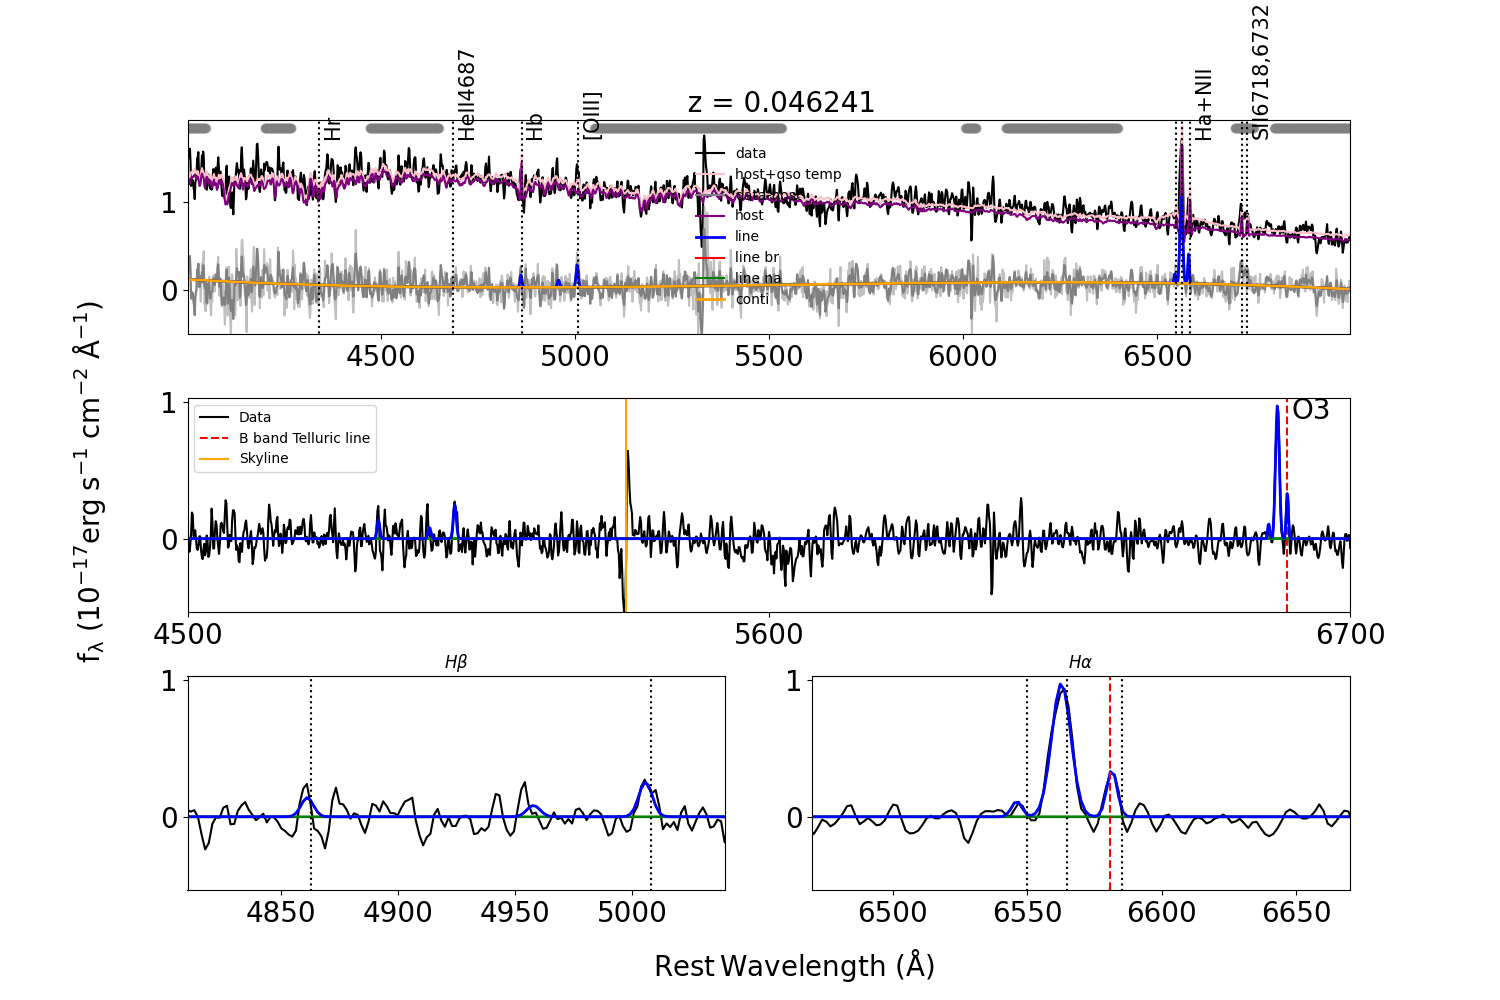 z = 0.046241
Hr
HeII4687
Hb
[OIII]
Ha+NII
SII6718,6732
data
host+qso temp
host
line
line br
line na
conti
1
0
4500
5000
5500
6000
6500
Data
B band Telluric line
Skyline
O3
1
0
4500
5600
6700
fλ (10−17erg s−1 cm−2 Å−1)
Hβ
1
0
4850
4900
4950
5000
Hα
1
0
6500
6550
6600
6650
Rest Wavelength (Å)